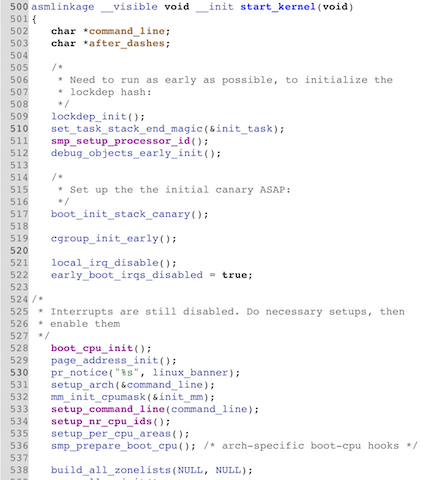 500 asmlinkage __visible void __init start_kernel(void)
501 {
502 char *command_line;
503 char *after_dashes;
504
505 /*
506 * Need to run as early as possible, to initialize the
507 * lockdep hash:
508 */
509 lockdep_init();
510 set_task_stack_end_magic(&init_task);
511 smp_setup_processor_id();
512 debug_objects_early_init();
513
514 /*
515 * Set up the the initial canary ASAP:
516 */
517 boot_init_stack_canary();
518
519 cgroup_init_early();
520
521 local_irq_disable();
522 early_boot_irqs_disabled = true;
523
524 /*
525 * Interrupts are still disabled. Do necessary setups, then
526 * enable them
527 */
528 boot_cpu_init();
529 page_address_init();
530 pr_notice("%s", linux_banner);
531 setup_arch(&command_line);
532 mm_init_cpumask(&init_mm);
533 setup_command_line(command_line);
534 setup_nr_cpu_ids();
535 setup_per_cpu_areas();
536 smp_prepare_boot_cpu(); /* arch-specific boot-cpu hooks */
537
538 build_all_zonelists(NULL, NULL);